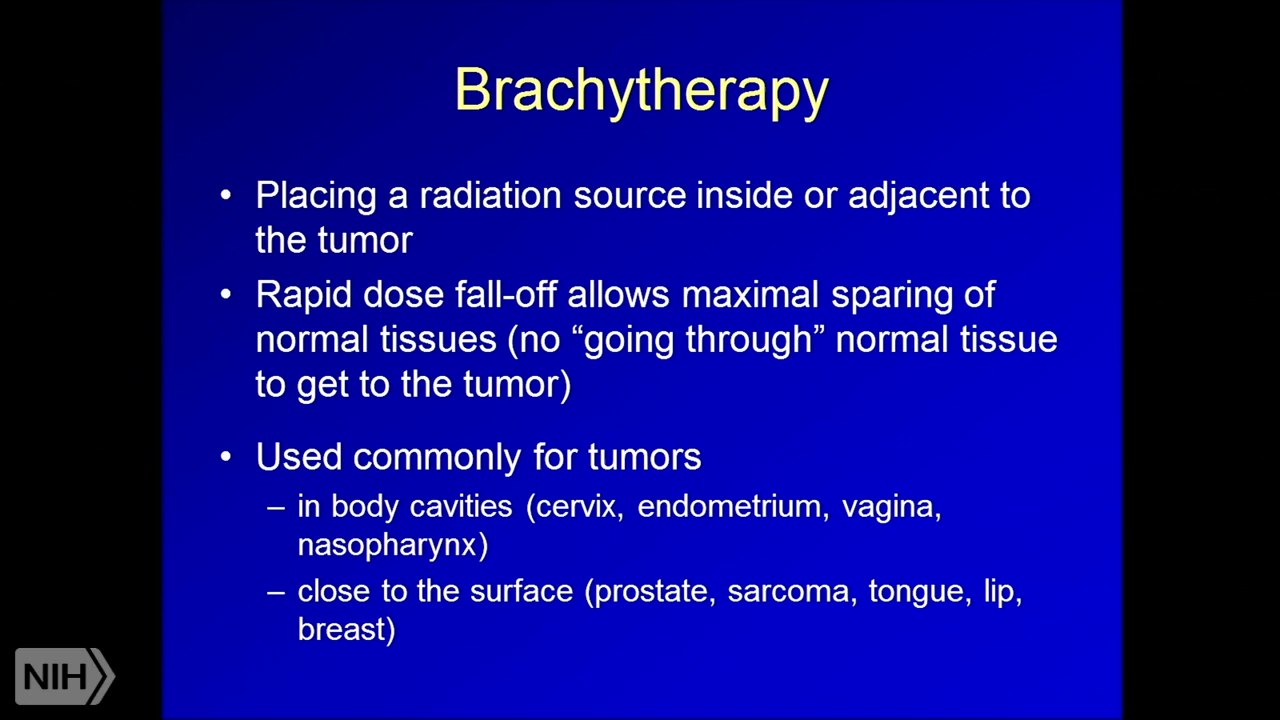 Brachytherapy
• Placing a radiation source inside or adjacent to
the tumor
• Rapid dose fall-off allows maximal sparing of
normal tissues (no “going through” normal tissue
to get to the tumor)
• Used commonly for tumors
– in body cavities (cervix, endometrium, vagina,
nasopharynx)
– close to the surface (prostate, sarcoma, tongue, lip,
breast)
NIH